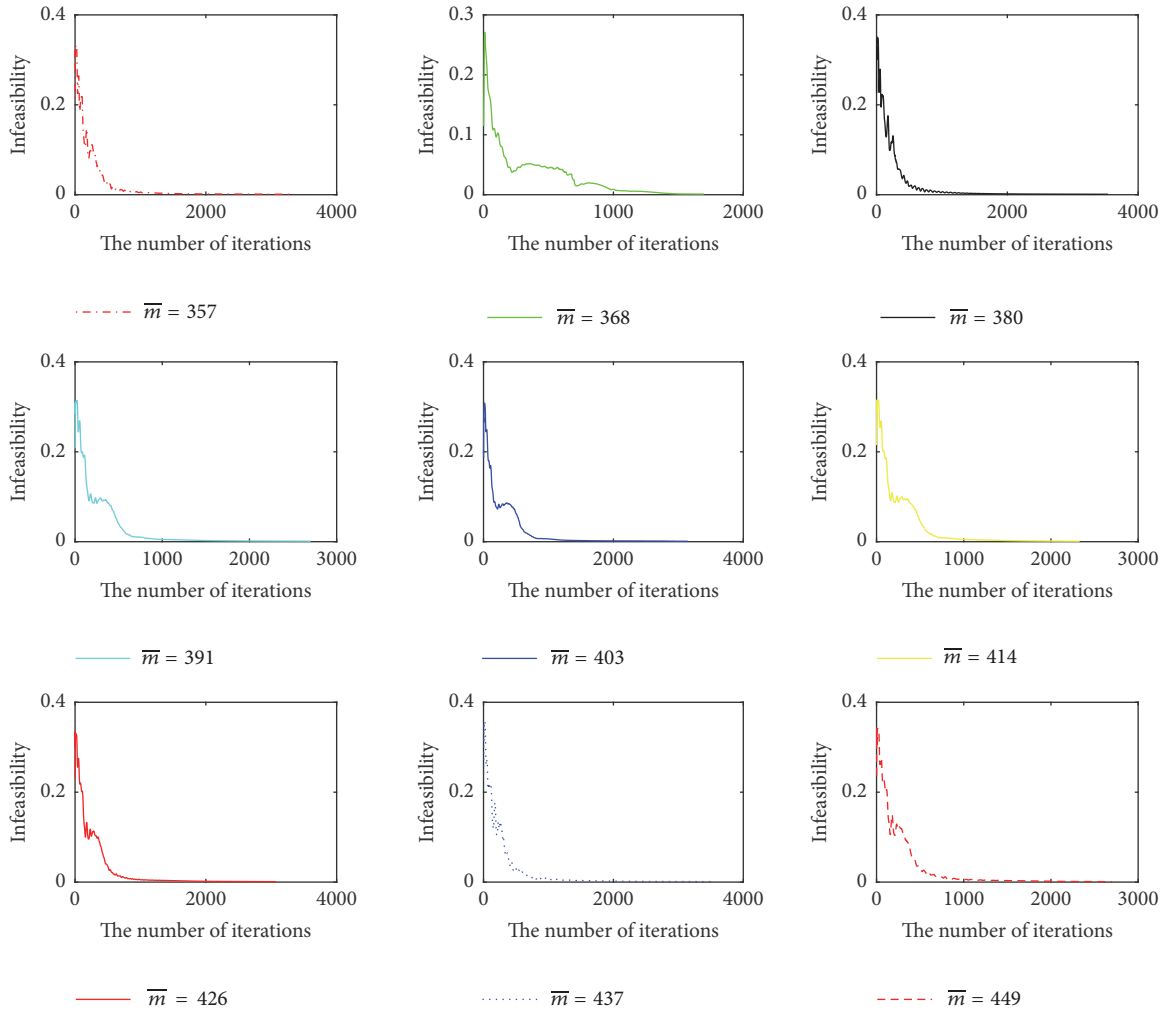 0.4
0.2
0
Infeasibility
0
2000
4000
The number of iterations
m̅ = 357
0.3
0.2
0.1
0
Infeasibility
0
1000
2000
The number of iterations
m̅ = 368
0.4
0.2
0
Infeasibility
0
2000
4000
The number of iterations
m̅ = 380
0.4
0.2
0
Infeasibility
0
1000
2000
3000
The number of iterations
m̅ = 391
0.4
0.2
0
Infeasibility
0
2000
4000
The number of iterations
m̅ = 403
0.4
0.2
0
Infeasibility
0
1000
2000
3000
The number of iterations
m̅ = 414
0.4
0.2
0
Infeasibility
0
2000
4000
The number of iterations
m̅ = 426
0.4
0.2
0
Infeasibility
0
2000
4000
The number of iterations
m̅ = 437
0.4
0.2
0
Infeasibility
0
1000
2000
3000
The number of iterations
m̅ = 449